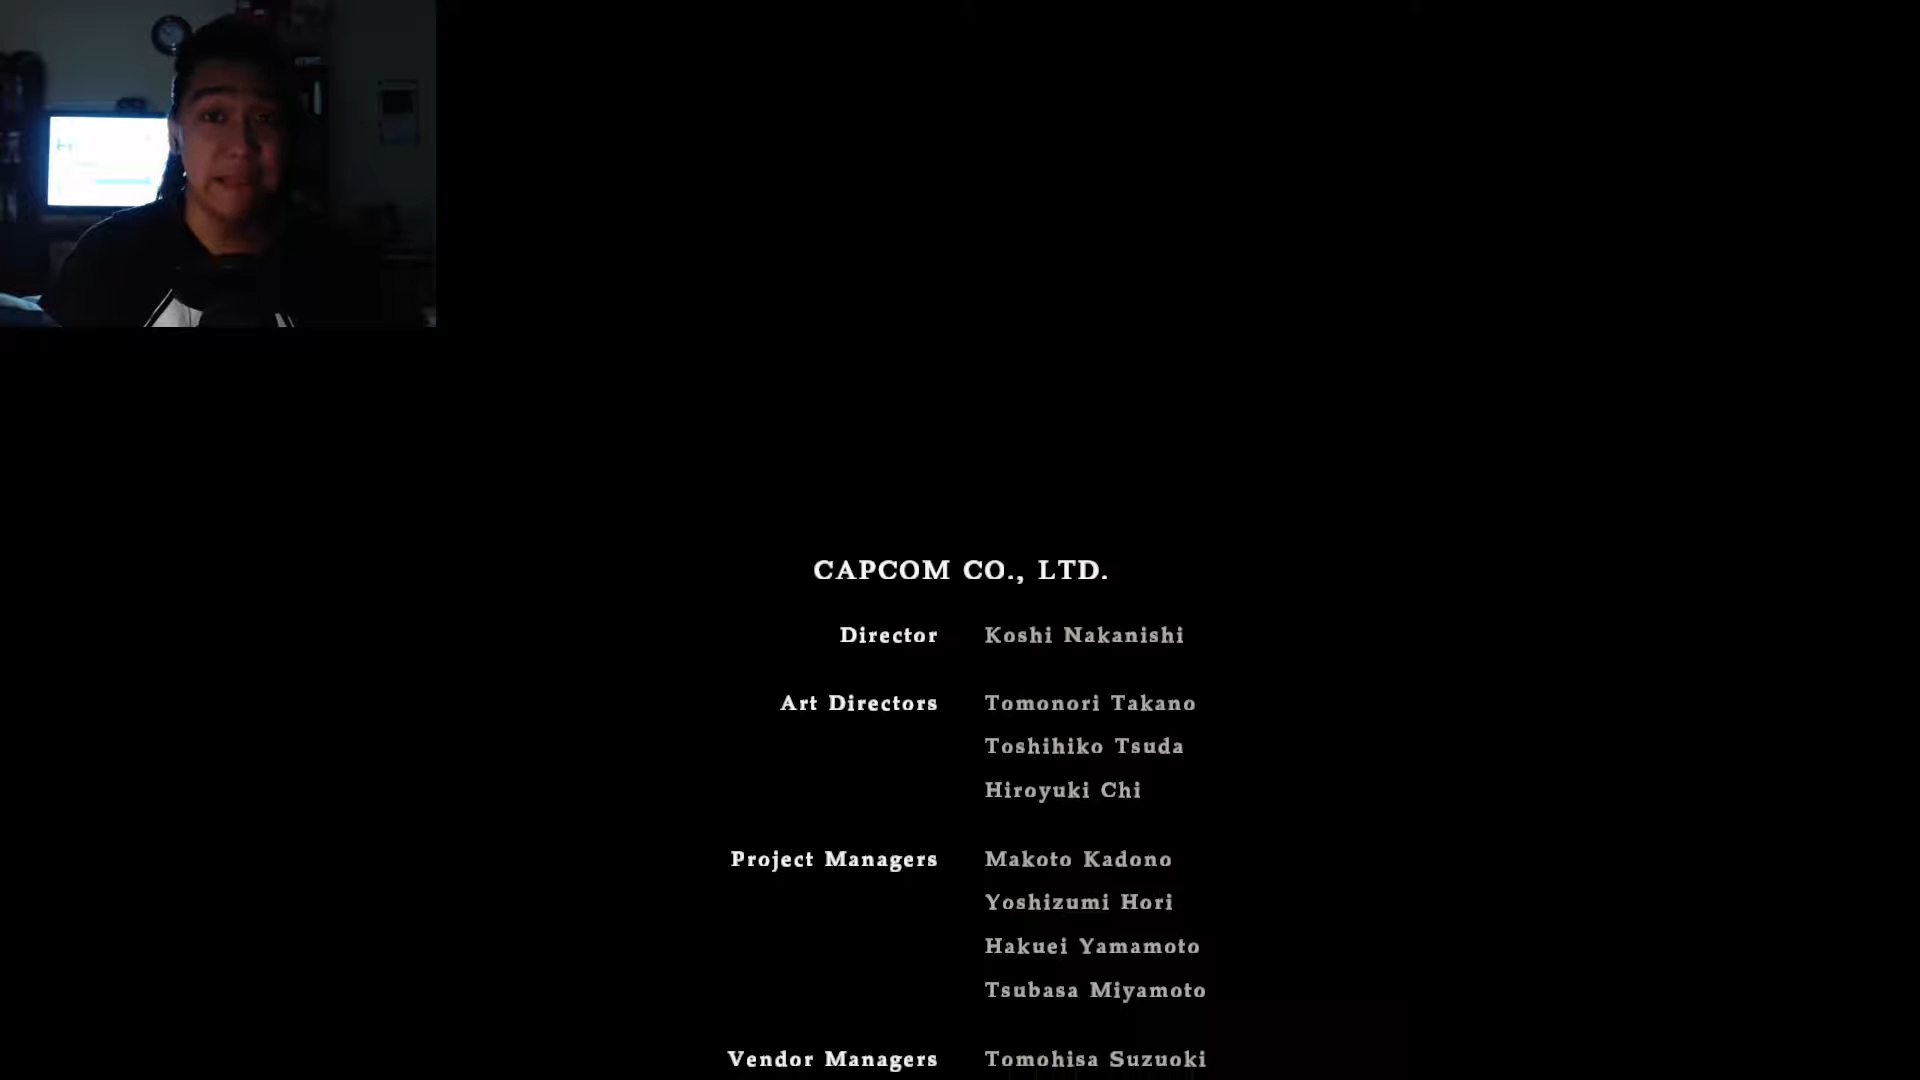 CAPCOM CO., LTD.
Director Koshi Nakanishi
Art Directors Tomonori Takano
Toshihiko Tsuda
Hiroyuki Chi
Project Managers Makoto Kadono
Yoshizumi Hori
Hakuei Yamamoto
Tsubasa Miyamoto
Vendor Managers Tomohisa Suzuoki